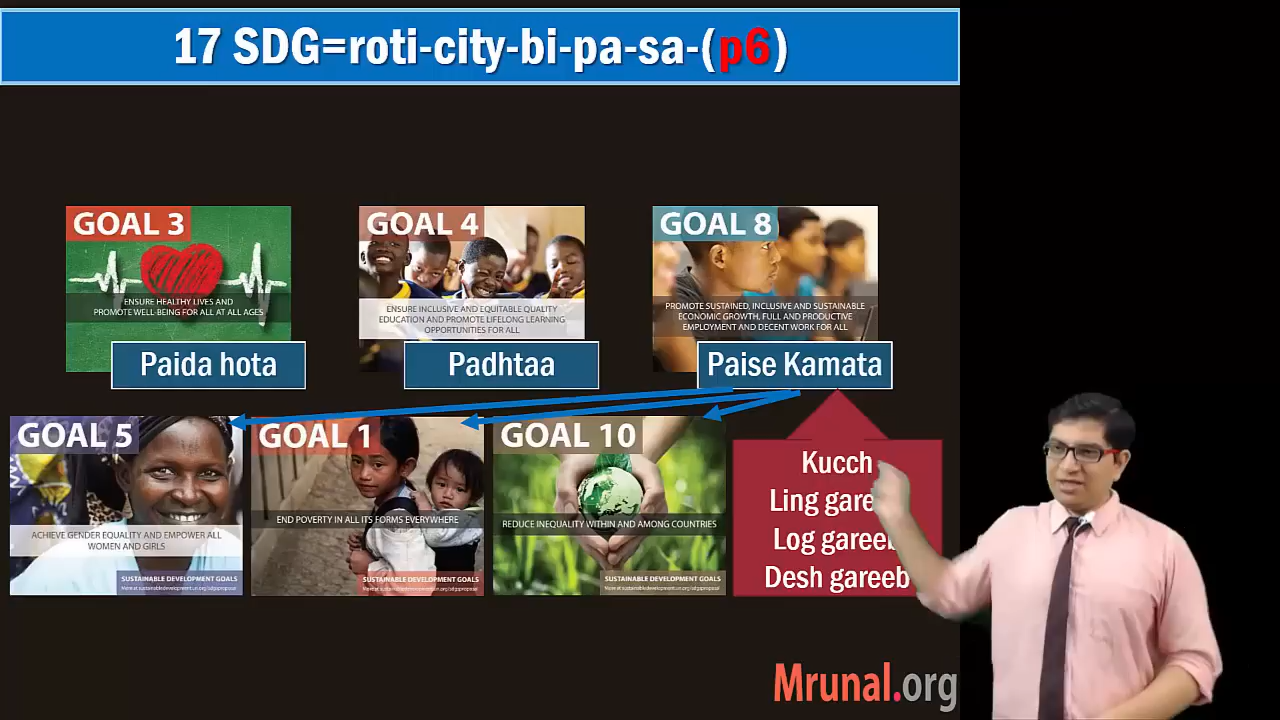 17 SDG=roti-city-bi-pa-sa-(p6)
GOAL 3
ENSURE HEALTHY LIVES AND
PROMOTE WELL-BEING FOR ALL AT ALL AGES
Paida hota
GOAL 4
ENSURE INCLUSIVE AND EQUITABLE QUALITY
EDUCATION AND PROMOTE LIFELONG LEARNING
OPPORTUNITIES FOR ALL
Padhtaa
GOAL 8
PROMOTE SUSTAINED, INCLUSIVE AND SUSTAINABLE
ECONOMIC GROWTH, FULL AND PRODUCTIVE
EMPLOYMENT AND DECENT WORK FOR ALL
Paise Kamata
GOAL 5
ACHIEVE GENDER EQUALITY AND EMPOWER ALL
WOMEN AND GIRLS
SUSTAINABLE DEVELOPMENT GOALS
GOAL 1
END POVERTY IN ALL ITS FORMS EVERYWHERE
SUSTAINABLE DEVELOPMENT GOALS
GOAL 10
REDUCE INEQUALITY WITHIN AND AMONG COUNTRIES
SUSTAINABLE DEVELOPMENT GOALS
Kucch
Ling
Log gareeb
Desh gareeb
Mrunal.org